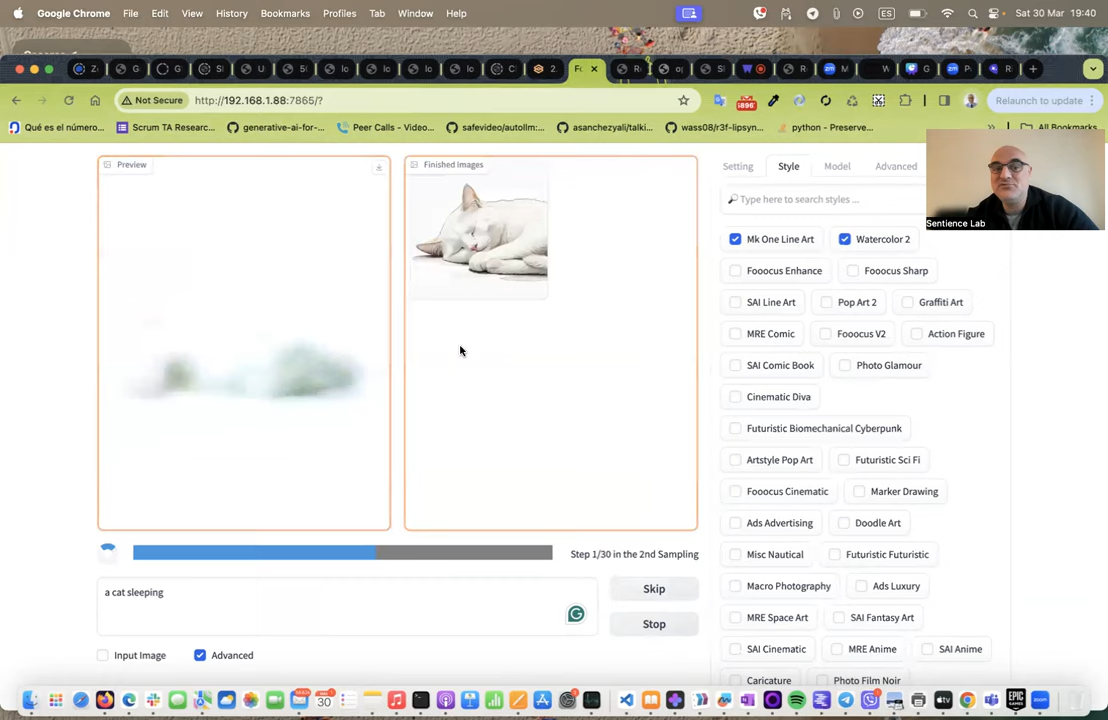 Google Chrome File Edit View History Bookmarks Profiles Tab Window Help ES Sat 30 Mar 19:40
Not Secure http://192.168.1.88:7865/? Relaunch to update
Qué es el número... Scrum TA Researc... generative-ai-for-... Peer Calls - Video... safevideo/autollm:... asanchezyali/talki... wass08/r3f-lipsyn... python - Preserve... All Bookmarks
Preview Finished Images Setting Style Model Advanced
Type here to search styles ...
Sentience Lab
Mk One Line Art Watercolor 2
Fooocus Enhance Fooocus Sharp
SAI Line Art Pop Art 2 Graffiti Art
MRE Comic Fooocus V2 Action Figure
SAI Comic Book Photo Glamour
Cinematic Diva
Futuristic Biomechanical Cyberpunk
Artstyle Pop Art Futuristic Sci Fi
Fooocus Cinematic Marker Drawing
Ads Advertising Doodle Art
Misc Nautical Futuristic Futuristic
Macro Photography Ads Luxury
MRE Space Art SAI Fantasy Art
SAI Cinematic MRE Anime SAI Anime
Caricature Photo Film Noir
Step 1/30 in the 2nd Sampling
a cat sleeping
Skip
Stop
Input Image Advanced